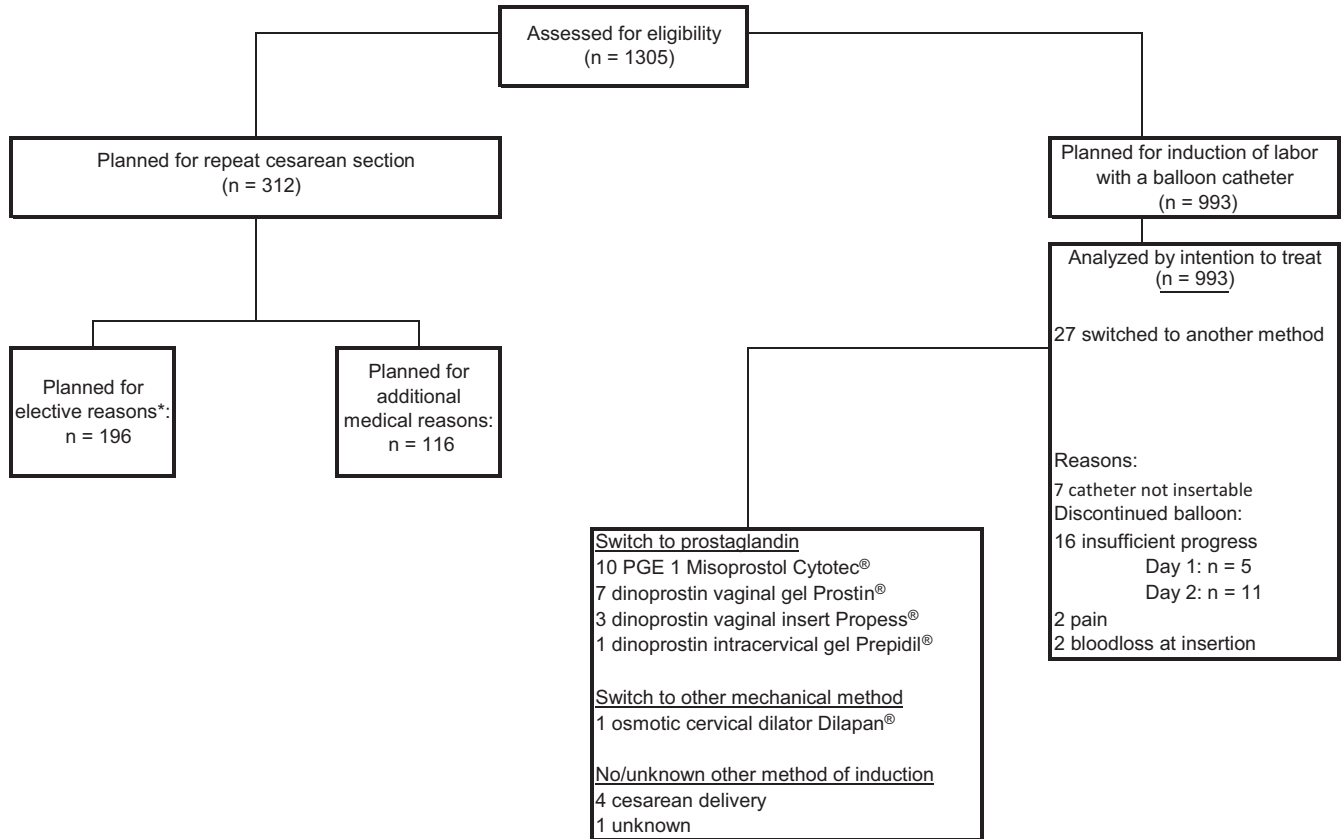 Assessed for eligibility
(n = 1305)
Planned for repeat cesarean section
(n = 312)
Planned for induction of labor
with a balloon catheter
(n = 993)
Analyzed by intention to treat
(n = 993)
27 switched to another method
Reasons:
7 catheter not insertable
Discontinued balloon:
16 insufficient progress
Day 1: n = 5
Day 2: n = 11
2 pain
2 bloodloss at insertion
Planned for
elective reasons*:
n = 196
Planned for
additional
medical reasons:
n = 116
Switch to prostaglandin
10 PGE 1 Misoprostol Cytotec®
7 dinoprostin vaginal gel Prostin®
3 dinoprostin vaginal insert Propess®
1 dinoprostin intracervical gel Prepidil®
Switch to other mechanical method
1 osmotic cervical dilator Dilapan®
No/unknown other method of induction
4 cesarean delivery
1 unknown